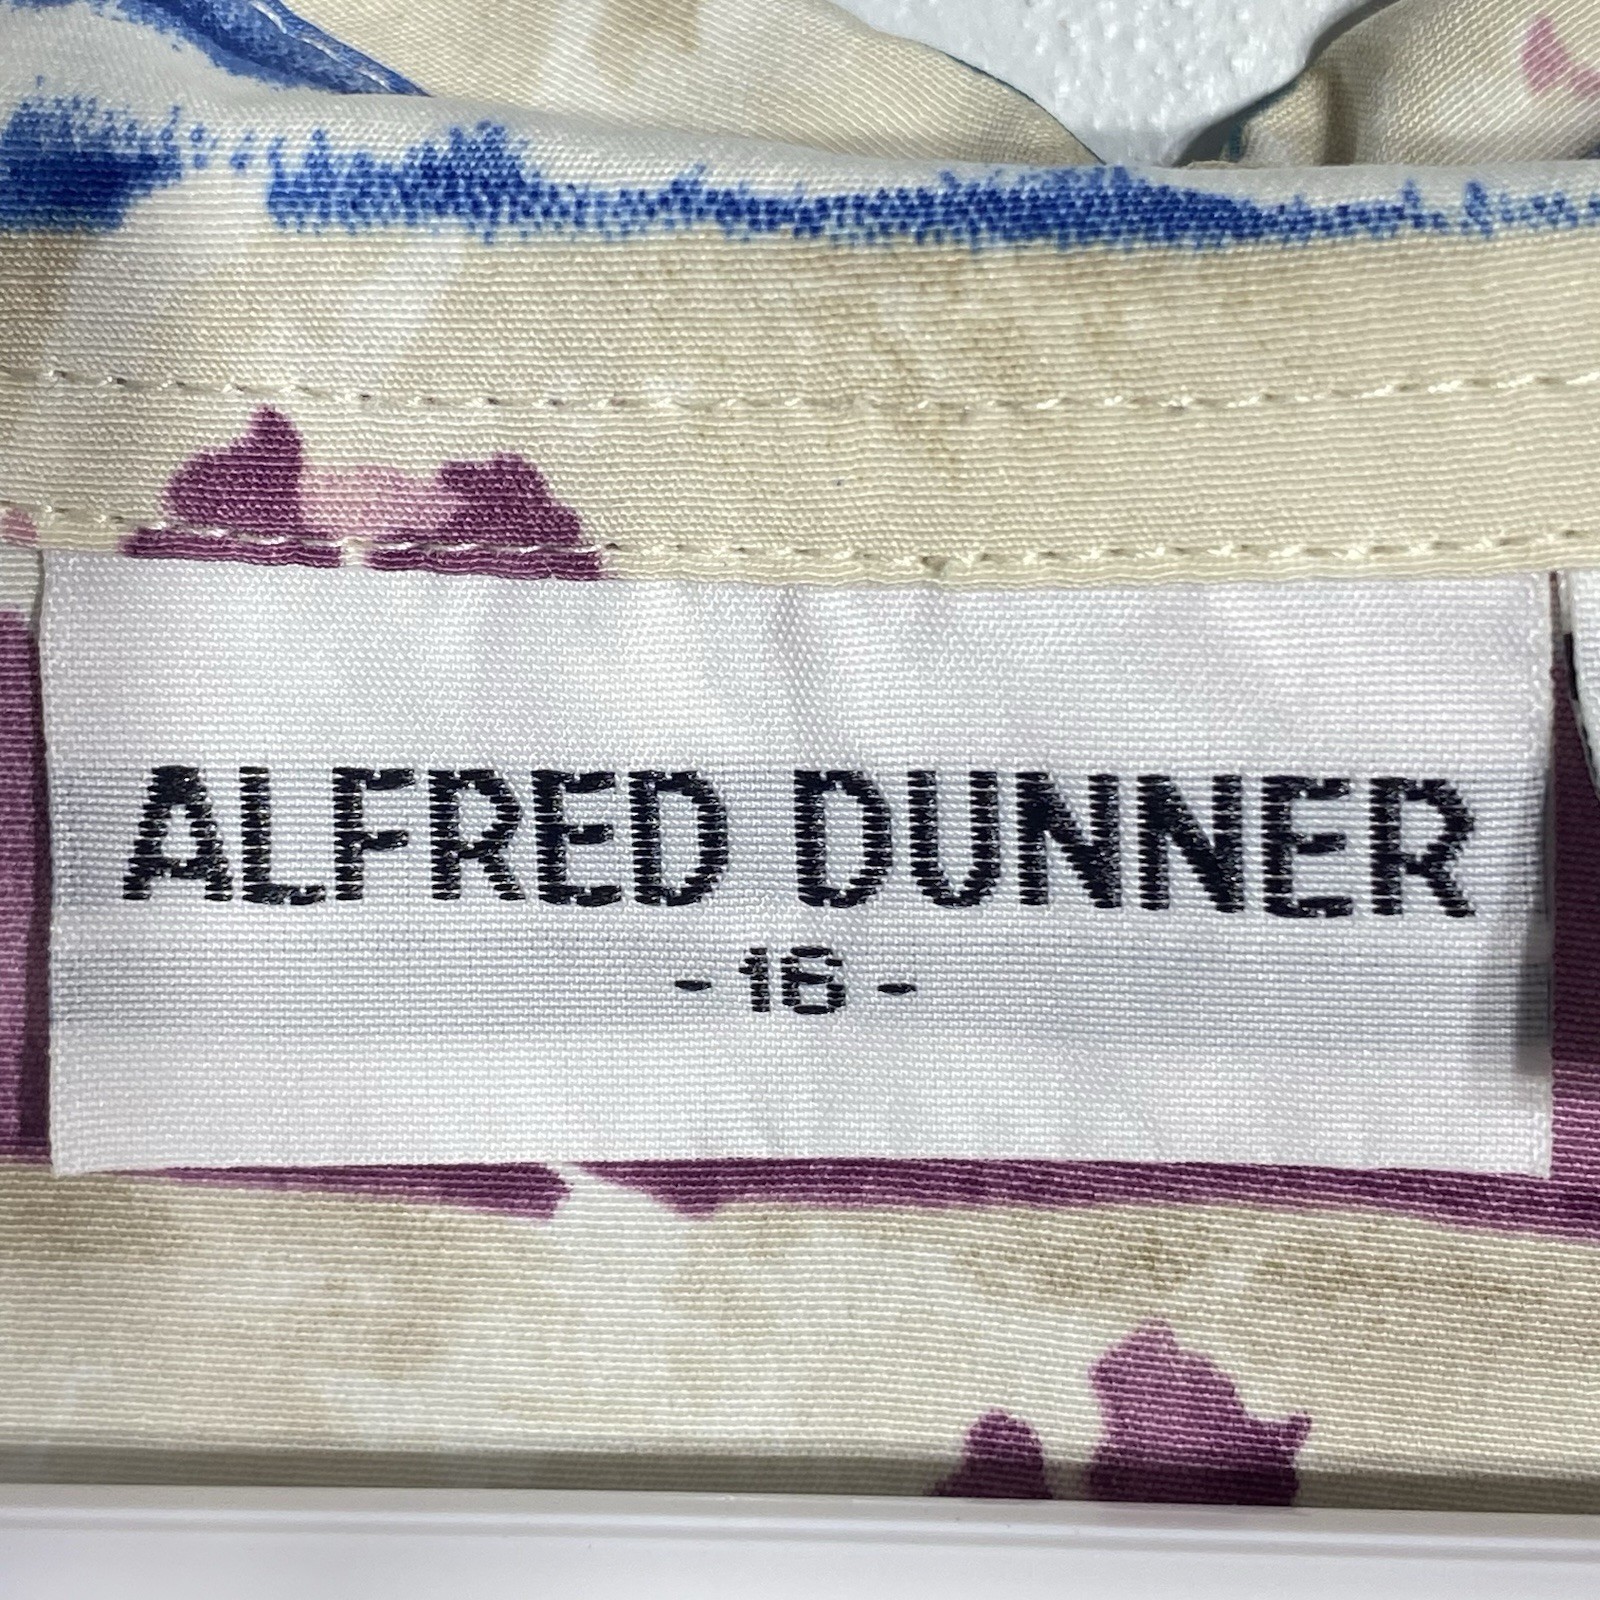 ALFRED DUNNER
- 16 -